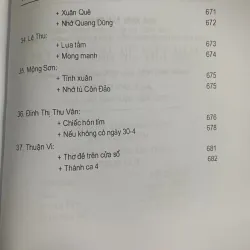 + Xuân Quê 671
+ Nhớ Quang Dũng 672
34. Lê Thu:
+ Lụa tằm 673
+ Mong manh 674
35. Mộng Sơn:
+ Tình xuân 675
+ Nhớ tù Côn Đảo 675
36. Đinh Thị Thu Vân:
+ Chiếc hôn tím 676
+ Nếu không có ngày 30-4 678
37. Thuận Vi:
+ Thơ đề trên cửa sổ 681
+ Thánh ca 4 682